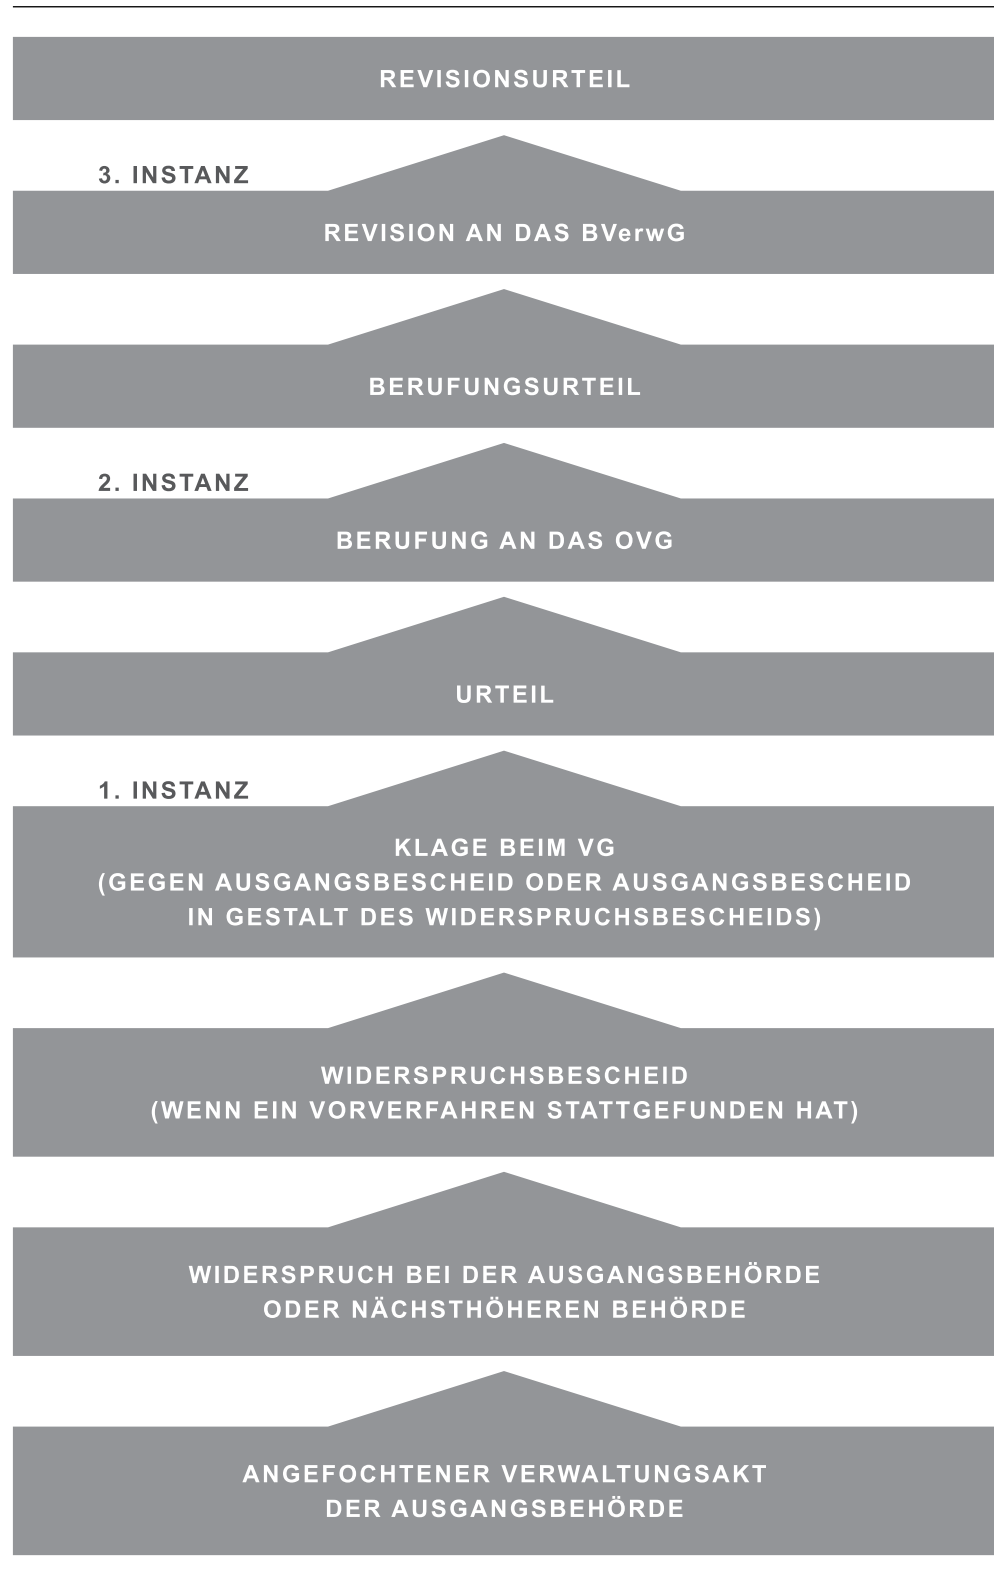 REVISIONSURTEIL
3. INSTANZ
REVISION AN DAS BVerwG
BERUFUNGSURTEIL
2. INSTANZ
BERUFUNG AN DAS OVG
URTEIL
1. INSTANZ
KLAGE BEIM VG
(GEGEN AUSGANGSBESCHEID ODER AUSGANGSBESCHEID
IN GESTALT DES WIDERSPRUCHSBESCHEIDS)
WIDERSPRUCHSBESCHEID
(WENN EIN VORVERFAHREN STATTGEFUNDEN HAT)
WIDERSPRUCH BEI DER AUSGANGSBEHÖRDE
ODER NÄCHSTHÖHEREN BEHÖRDE
ANGEFOCHTENER VERWALTUNGSAKT
DER AUSGANGSBEHÖRDE